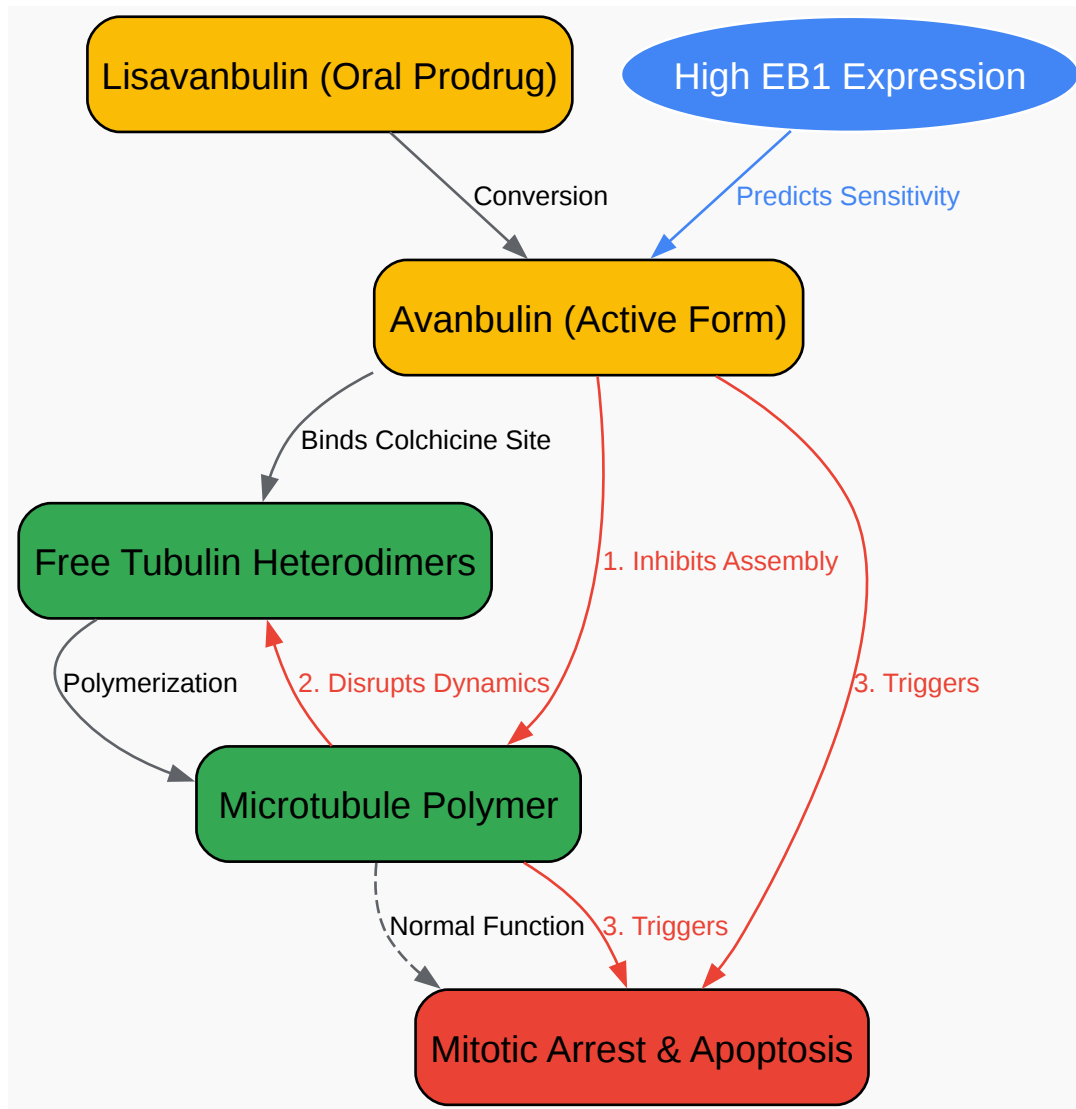 Lisavanbulin (Oral Prodrug)
High EB1 Expression
Conversion
Predicts Sensitivity
Avanbulin (Active Form)
Binds Colchicine Site
Free Tubulin Heterodimers
1. Inhibits Assembly
Polymerization
2. Disrupts Dynamics
3. Triggers
Microtubule Polymer
Normal Function
3. Triggers
Mitotic Arrest & Apoptosis